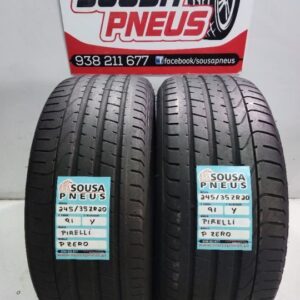 SOUSA
PNEUS
938 211 677
facebook/sousapneus
SOUSA
PNEUS
245/35ZR20
91 Y
PIRELLI
P ZERO
SOUSA
PNEUS
245/35ZR20
91 Y
PIRELLI
P ZERO